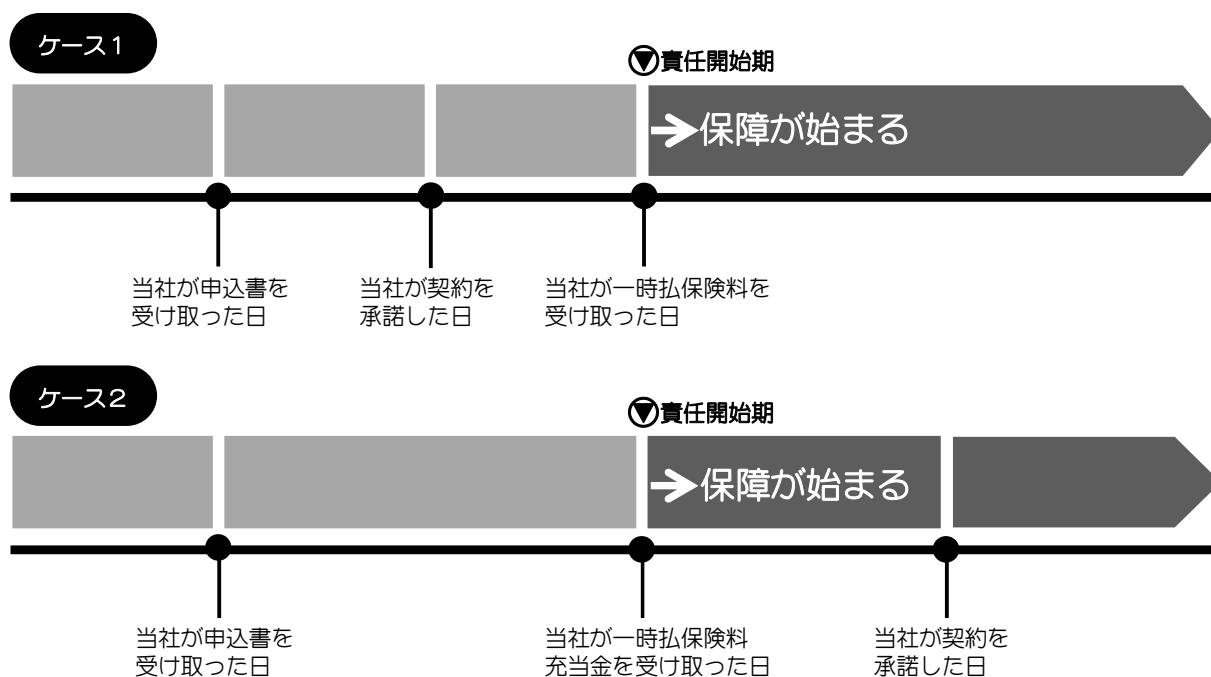 ケース1
▼責任開始期
→保障が始まる
当社が申込書を
受け取った日
当社が契約を
承諾した日
当社が一時払保険料を
受け取った日
ケース2
▼責任開始期
→保障が始まる
当社が申込書を
受け取った日
当社が一時払保険料
充当金を受け取った日
当社が契約を
承諾した日